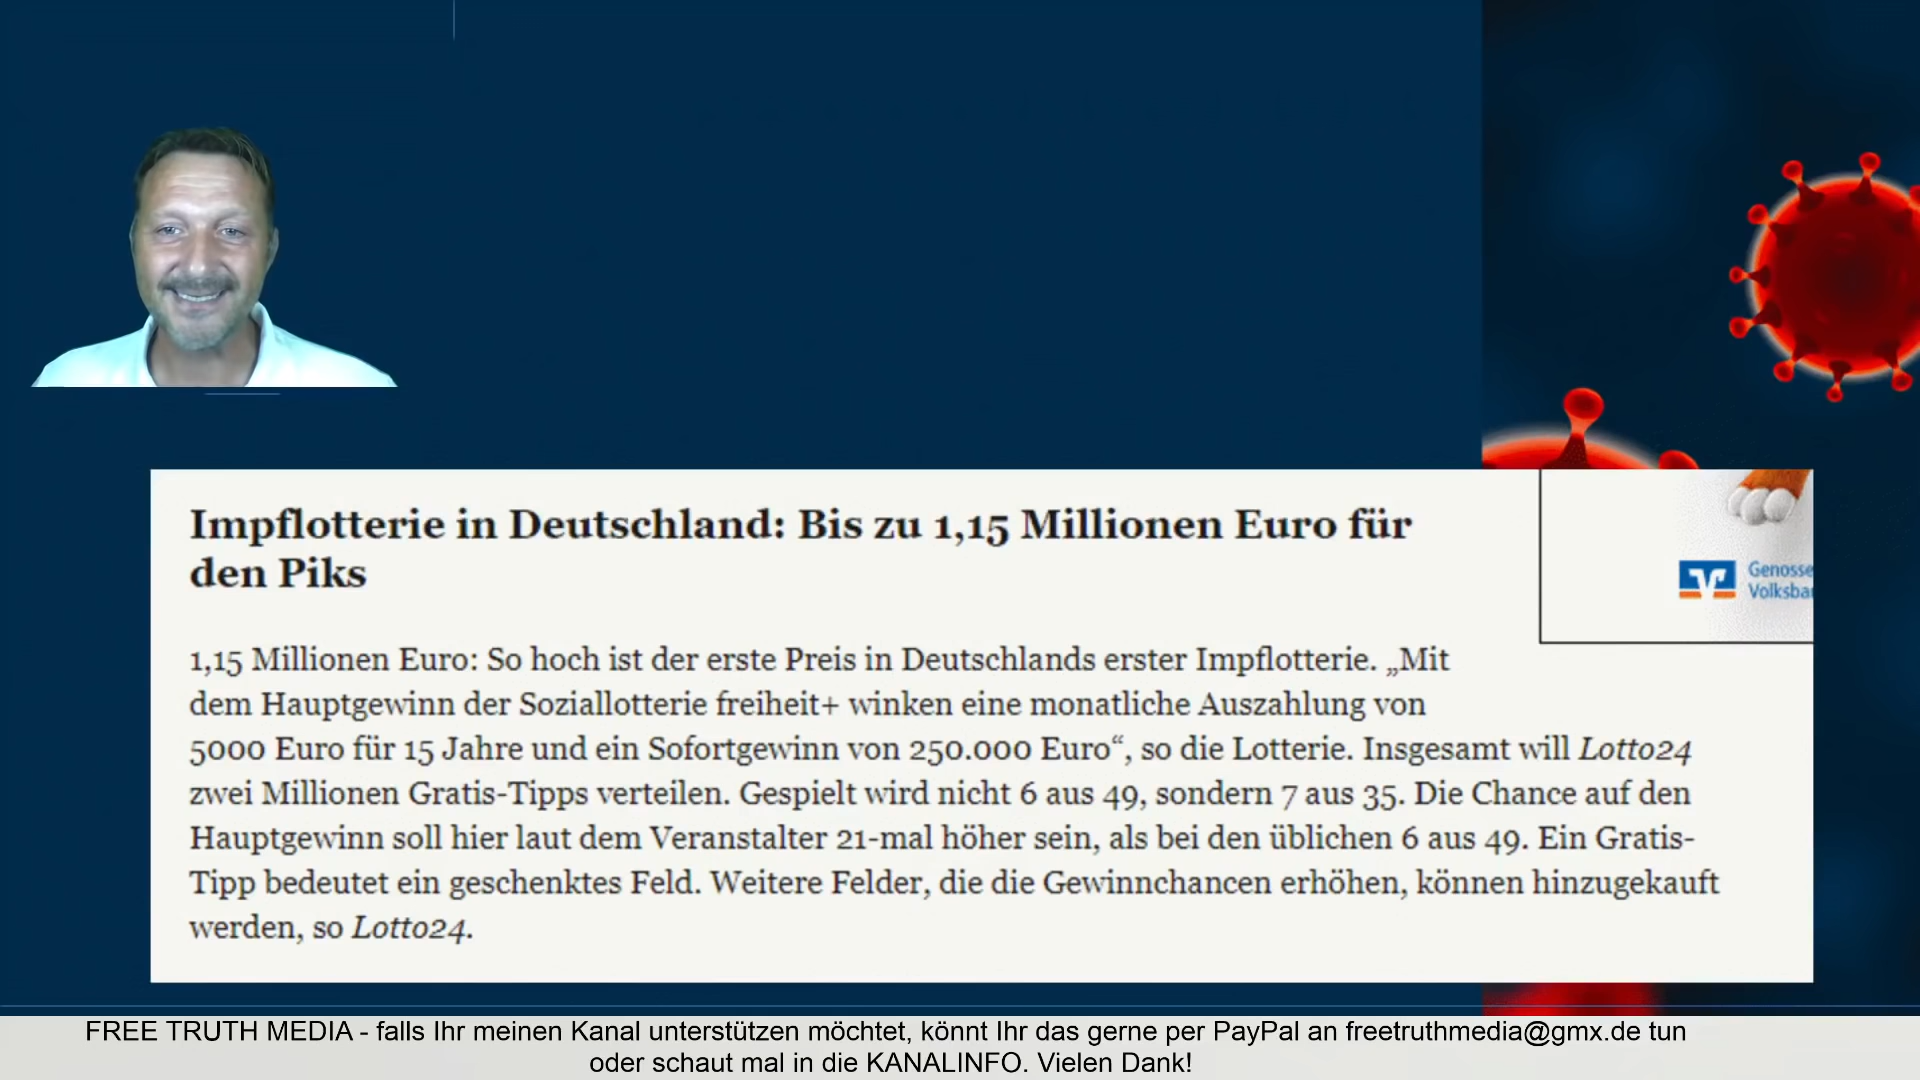 Impflotterie in Deutschland: Bis zu 1,15 Millionen Euro für
den Piks
Genosse
Volksba
1,15 Millionen Euro: So hoch ist der erste Preis in Deutschlands erster Impflotterie. „Mit
dem Hauptgewinn der Soziallotterie freiheit+ winken eine monatliche Auszahlung von
5000 Euro für 15 Jahre und ein Sofortgewinn von 250.000 Euro“, so die Lotterie. Insgesamt will Lotto24
zwei Millionen Gratis-Tipps verteilen. Gespielt wird nicht 6 aus 49, sondern 7 aus 35. Die Chance auf den
Hauptgewinn soll hier laut dem Veranstalter 21-mal höher sein, als bei den üblichen 6 aus 49. Ein Gratis-
Tipp bedeutet ein geschenktes Feld. Weitere Felder, die die Gewinnchancen erhöhen, können hinzugekauft
werden, so Lotto24.
FREE TRUTH MEDIA - falls Ihr meinen Kanal unterstützen möchtet, könnt Ihr das gerne per PayPal an freetruthmedia@gmx.de tun
oder schaut mal in die KANALINFO. Vielen Dank!